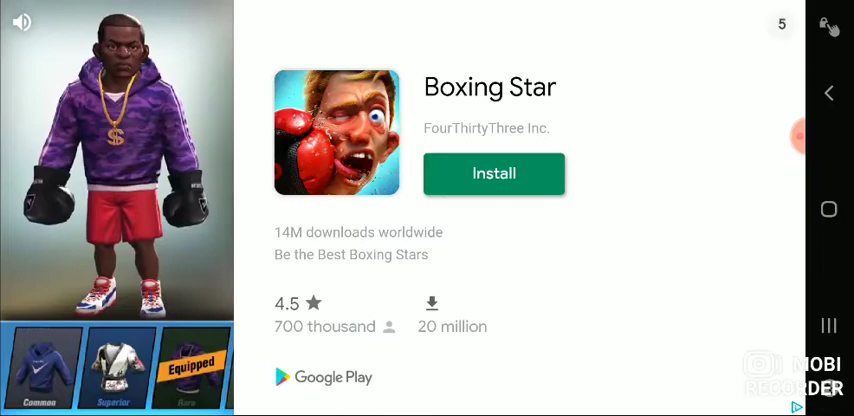 5
Boxing Star
FourThirtyThree Inc.
Install
14M downloads worldwide
Be the Best Boxing Stars
4.5
700 thousand
20 million
Google Play
Common
Superior
Equipped
Rare
MOBI
RECORDER